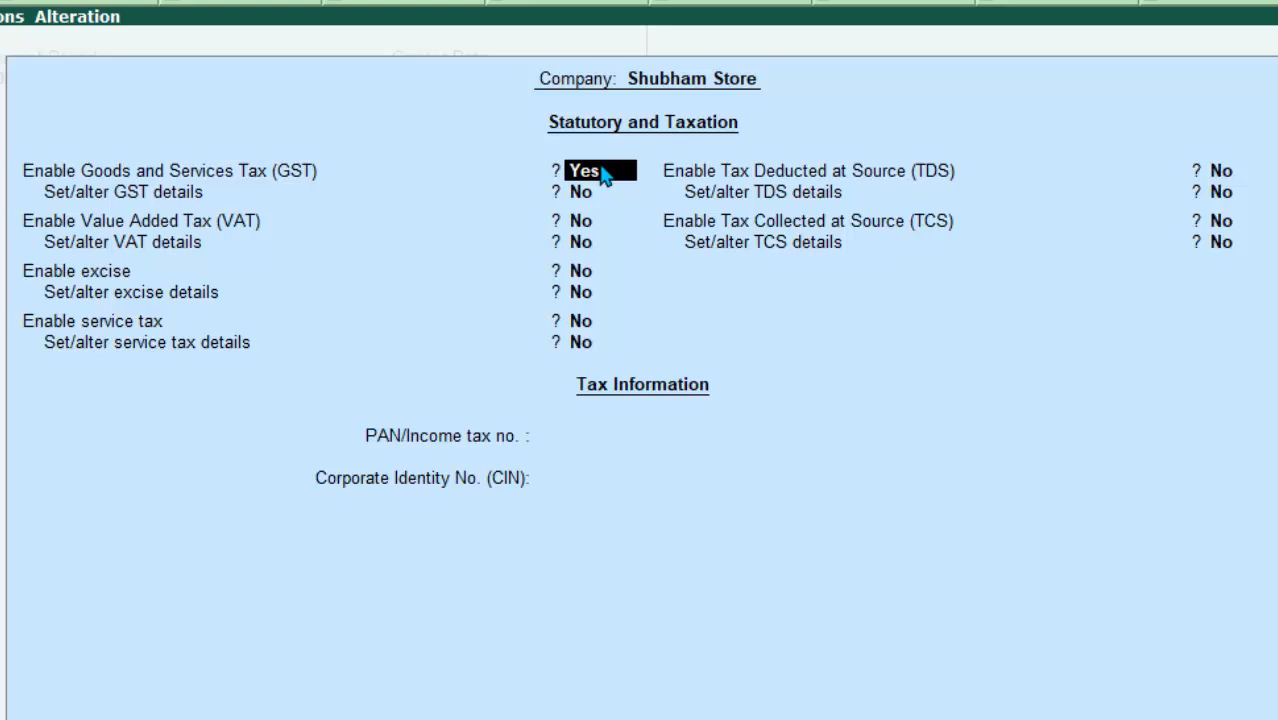 ons Alteration
Company: Shubham Store
Statutory and Taxation
Enable Goods and Services Tax (GST) ? Yes
Set/alter GST details ? No
Enable Value Added Tax (VAT) ? No
Set/alter VAT details ? No
Enable excise ? No
Set/alter excise details ? No
Enable service tax ? No
Set/alter service tax details ? No
Enable Tax Deducted at Source (TDS) ? No
Set/alter TDS details ? No
Enable Tax Collected at Source (TCS) ? No
Set/alter TCS details ? No
Tax Information
PAN/Income tax no. :
Corporate Identity No. (CIN):